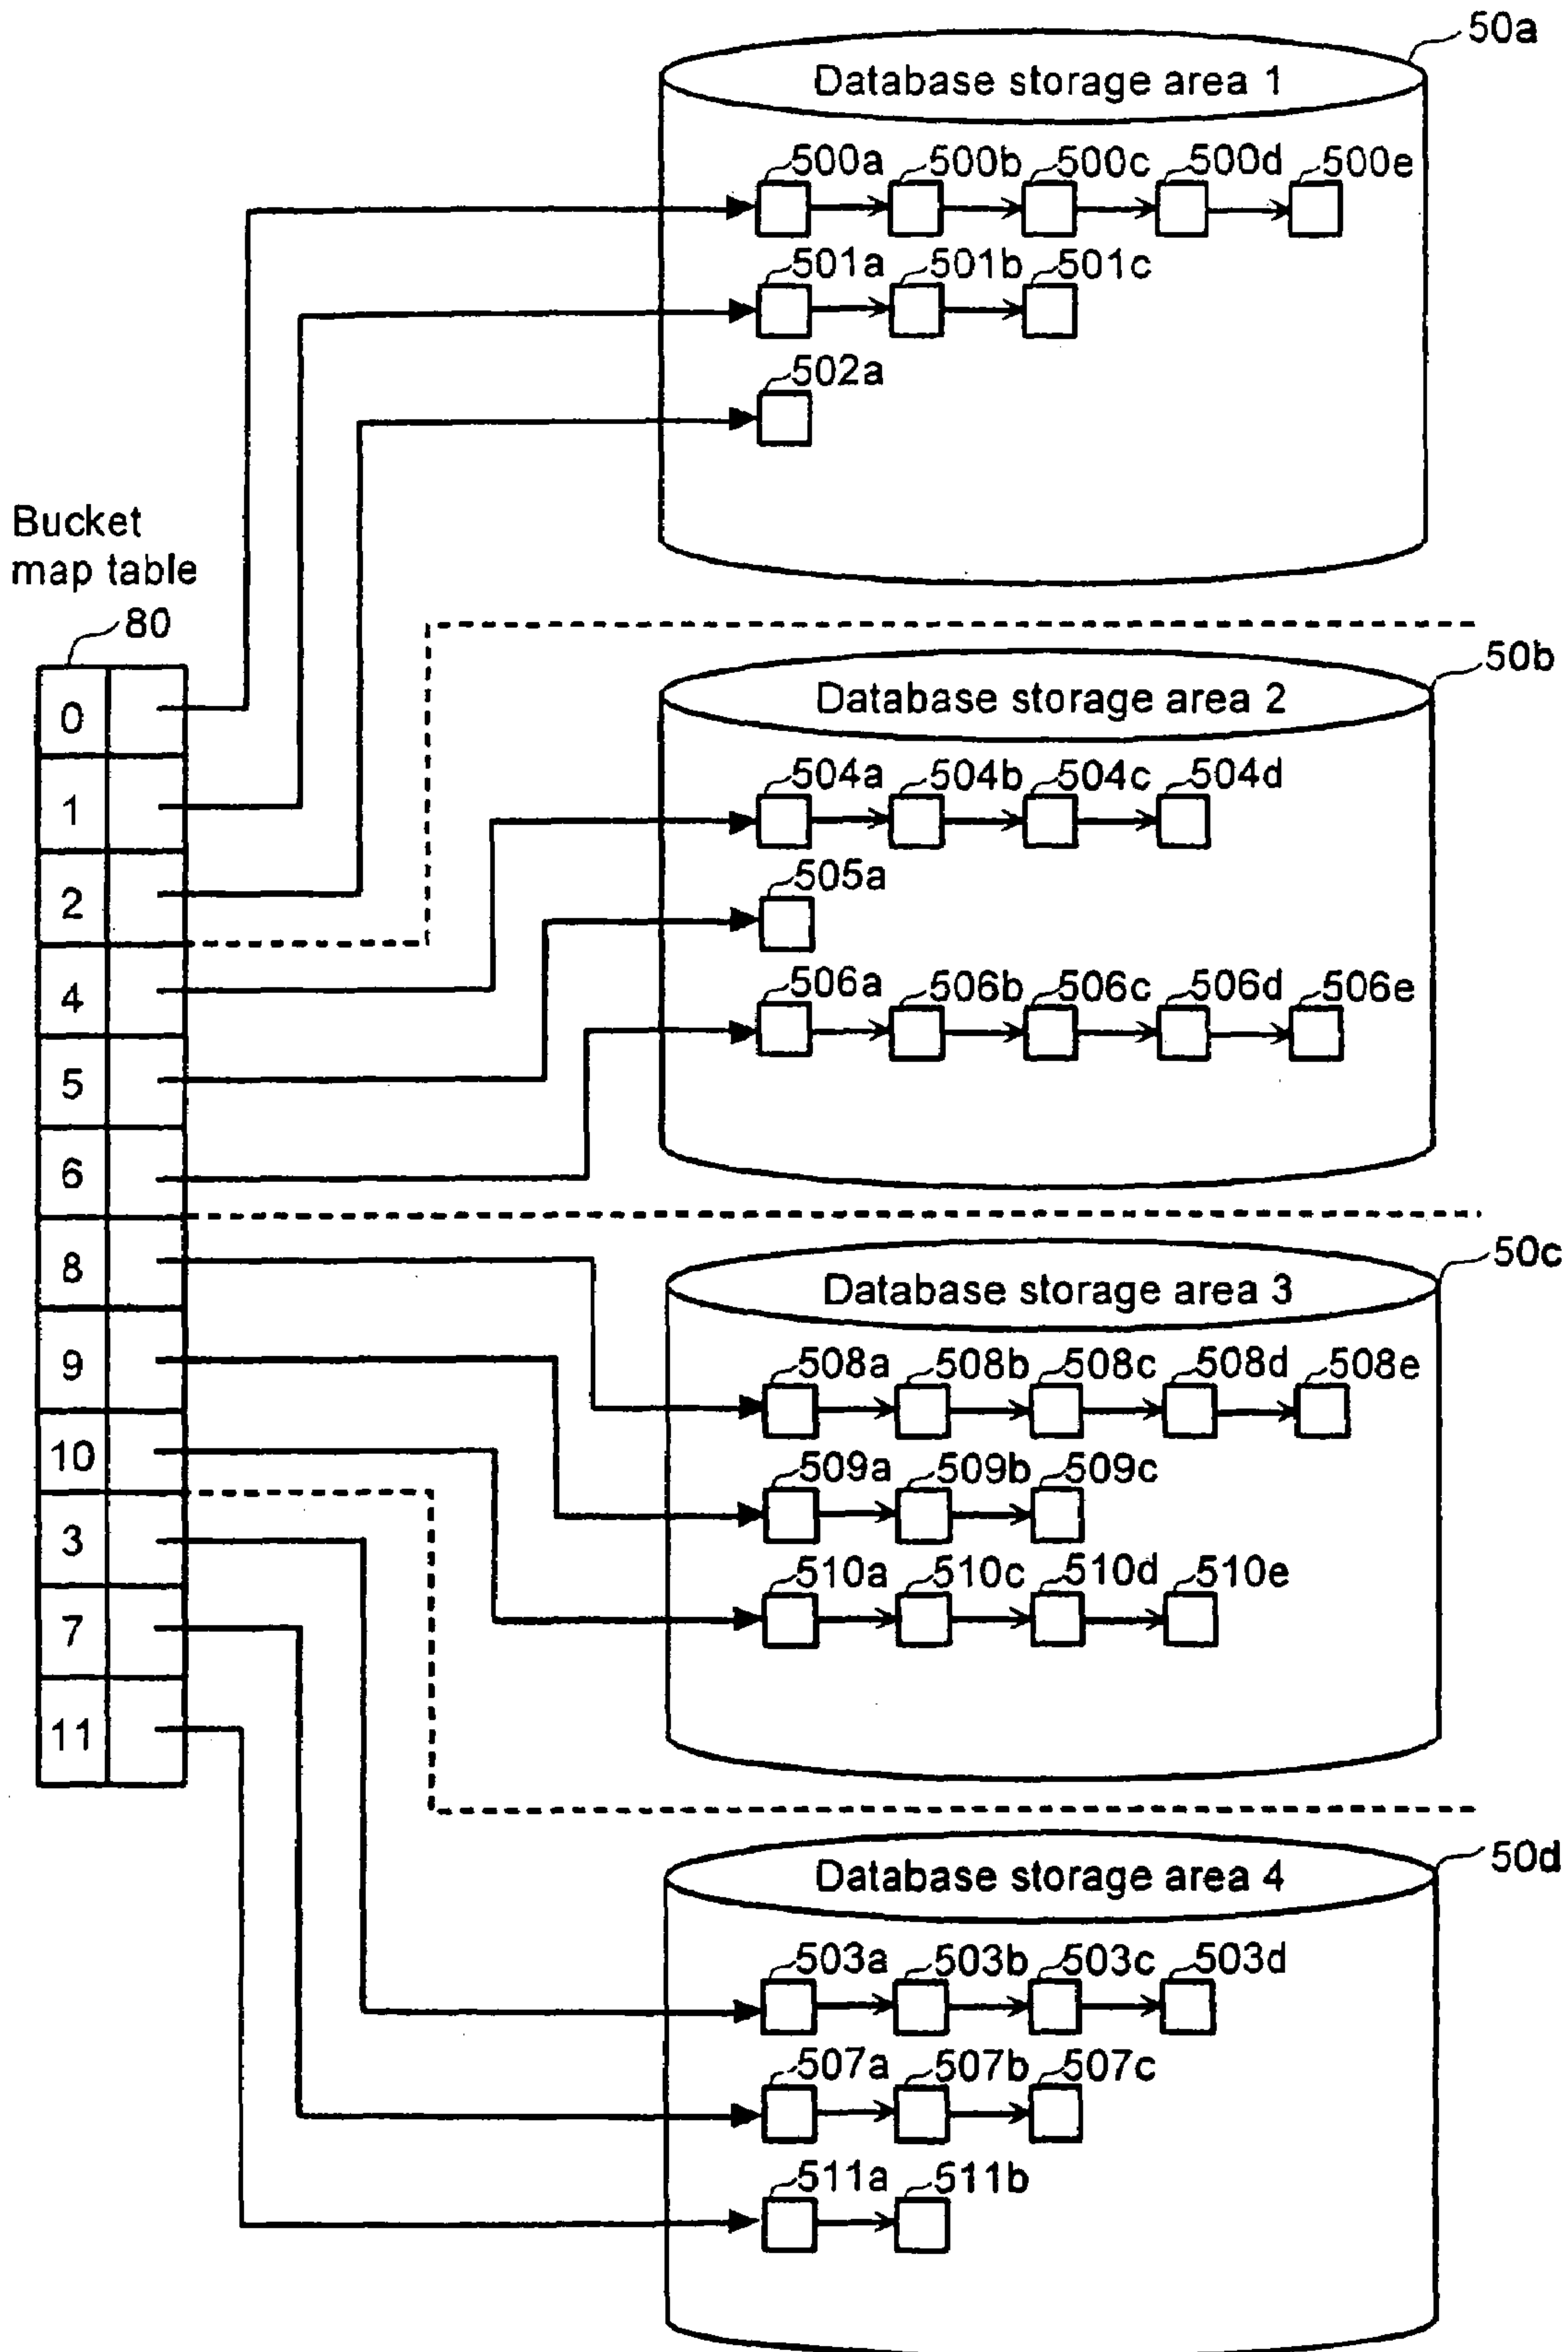 50a
Database storage area 1
500a 500b 500c 500d 500e
501a 501b 501c
502a
Bucket
map table
80
0
1
2
4
5
6
8
9
10
3
7
11
50b
Database storage area 2
504a 504b 504c 504d
505a
506a 506b 506c 506d 506e
50c
Database storage area 3
508a 508b 508c 508d 508e
509a 509b 509c
510a 510c 510d 510e
50d
Database storage area 4
503a 503b 503c 503d
507a 507b 507c
511a 511b